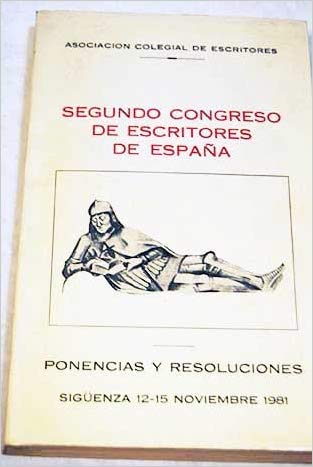 ASOCIACION COLEGIAL DE ESCRITORES
SEGUNDO CONGRESO
DE ESCRITORES
DE ESPAÑA
PONENCIAS Y RESOLUCIONES
SIGÜENZA 12-15 NOVIEMBRE 1981